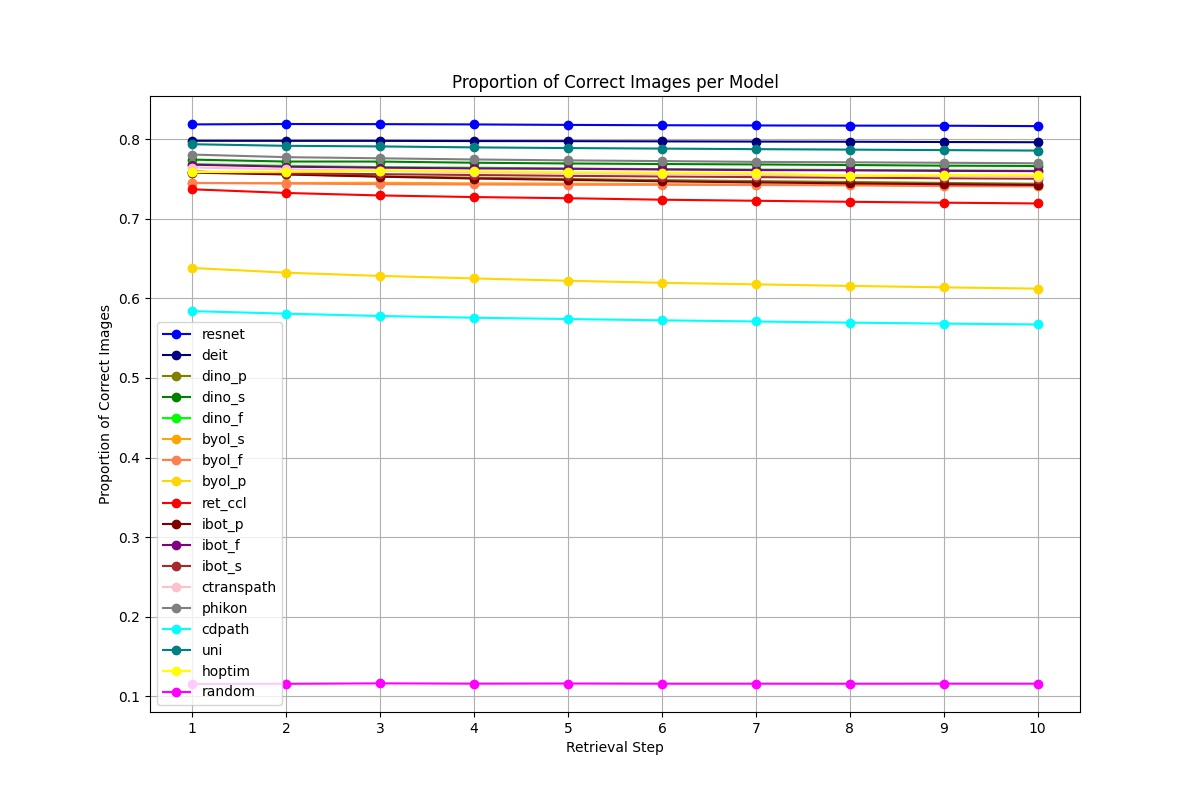 Proportion of Correct Images per Model
Proportion of Correct Images
0.8
0.7
0.6
0.5
0.4
0.3
0.2
0.1
resnet
deit
dino_p
dino_s
dino_f
byol_s
byol_f
byol_p
ret_ccl
ibot_p
ibot_f
ibot_s
ctranspath
phikon
cdpath
uni
hoptim
random
1 2 3 4 5 6 7 8 9 10
Retrieval Step